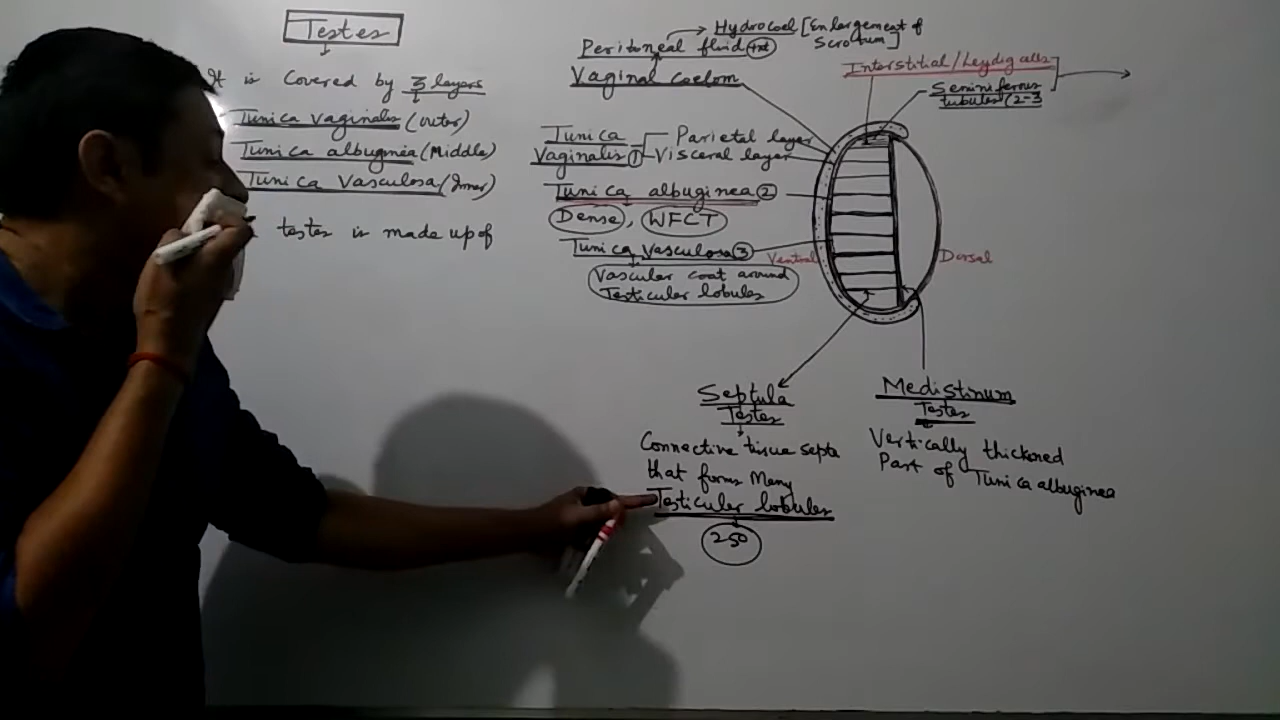 Testes
It is Covered by 3 layers
Tunica vaginalis (outer)
Tunica albuginea (Middle)
Tunica Vasculosa (Inner)
testes is made up of
Hydrocoel [Enlargement of
Scrotum]
Peritoneal fluid
Vaginal Coelom
Interstitial/Leydig cells
Seminiferous
tubules (2-3
Tunica
Vaginalis 1
Parietal layer
Visceral layer
Tunica albuginea 2
Dense, WFCT
Tunica Vasculosa 3
Vascular coat around
Testicular lobules
Ventral
Dorsal
Septula
Testes
Connective tissue septa
that forms Many
Testicular lobules
250
Medistinum
Testes
Vertically thickened
Part of Tunica albuginea